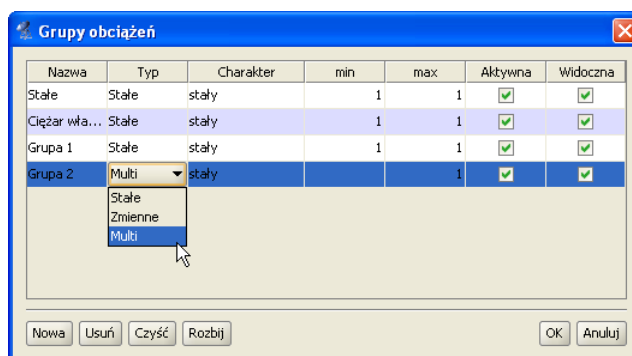 Grupy obciążeń
Nazwa Typ Charakter min max Aktywna Widoczna
Stałe Stałe stały 1 1
Ciężar wła... Stałe stały 1 1
Grupa 1 Stałe stały 1 1
Grupa 2 Multi stały 1
Stałe
Zmienne
Multi
Nowa Usuń Czyść Rozbij OK Anuluj